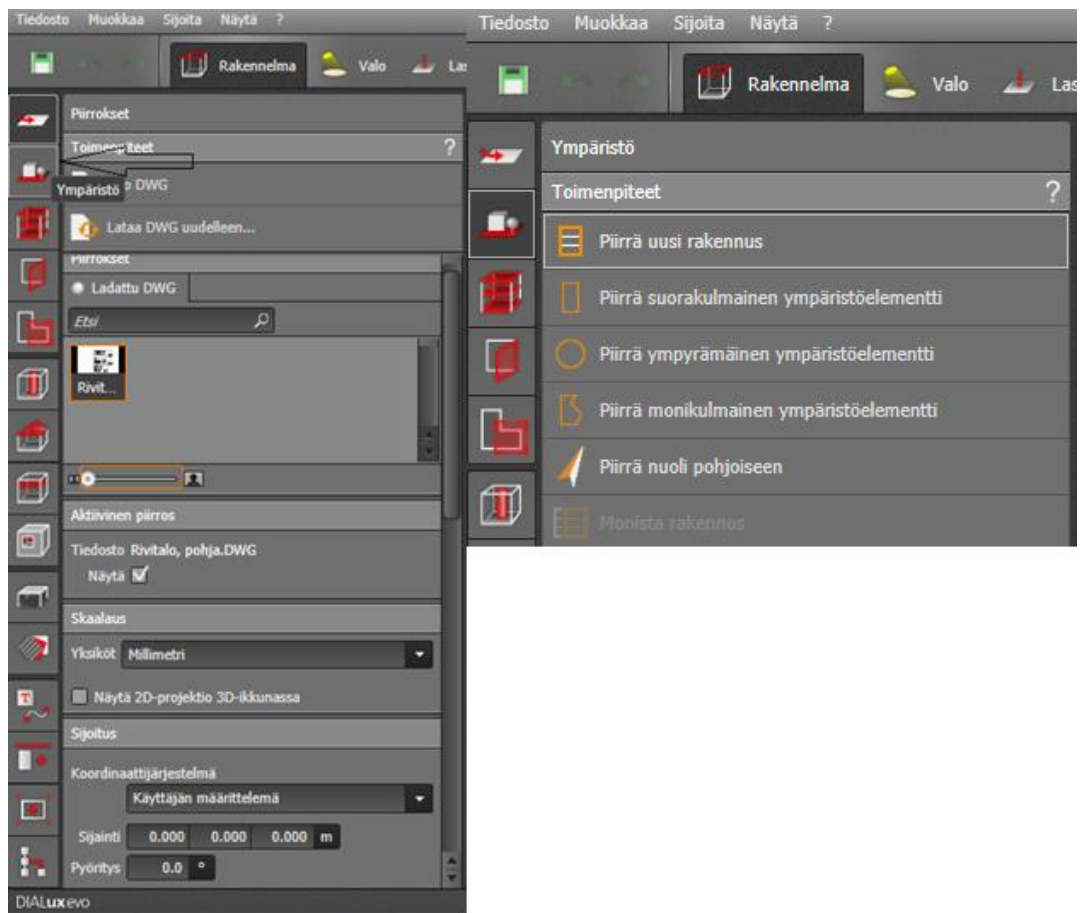 Tiedosto Muokkaa Sijoita Näytä ?
Rakennelma Valo
Piirrokset
Toimenpiteet ?
DWG
Ympäristö
Lataa DWG uudelleen...
Piirrokset
Ladattu DWG
Etsi
Rivit...
Aktiivinen piirros
Tiedosto Rivitalo, pohja.DWG
Näytä
Skaalaus
Yksiköt Millimetri
Näytä 2D-projektio 3D-ikkunassa
Sijoitus
Koordinaattijärjestelmä
Käyttäjän määrittelemä
Sijainti 0.000 0.000 0.000 m
Pyöritys 0.0 °
DIALux evo
Tiedosto Muokkaa Sijoita Näytä ?
Rakennelma Valo Las
Ympäristö
Toimenpiteet ?
Piirrä uusi rakennus
Piirrä suorakulmainen ympäristöelementti
Piirrä ympyrämäinen ympäristöelementti
Piirrä monikulmainen ympäristöelementti
Piirrä nuoli pohjoiseen
Monista rakennus